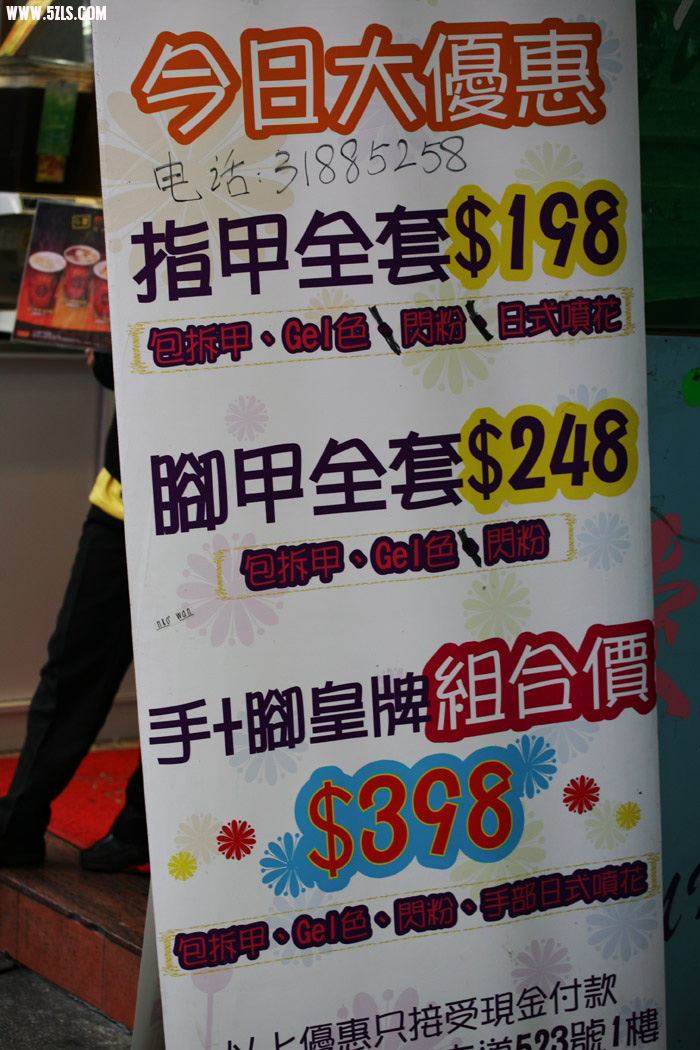 WWW.5ZLS.COM
今日大優惠
电话:31885258
指甲全套$198
包拆甲、Gel色\閃粉\日式噴花
腳甲全套$248
包拆甲、Gel色\閃粉
手+腳皇牌組合價
$398
包拆甲、Gel色、閃粉、手部日式噴花
以上優惠只接受現金付款
道523號1樓